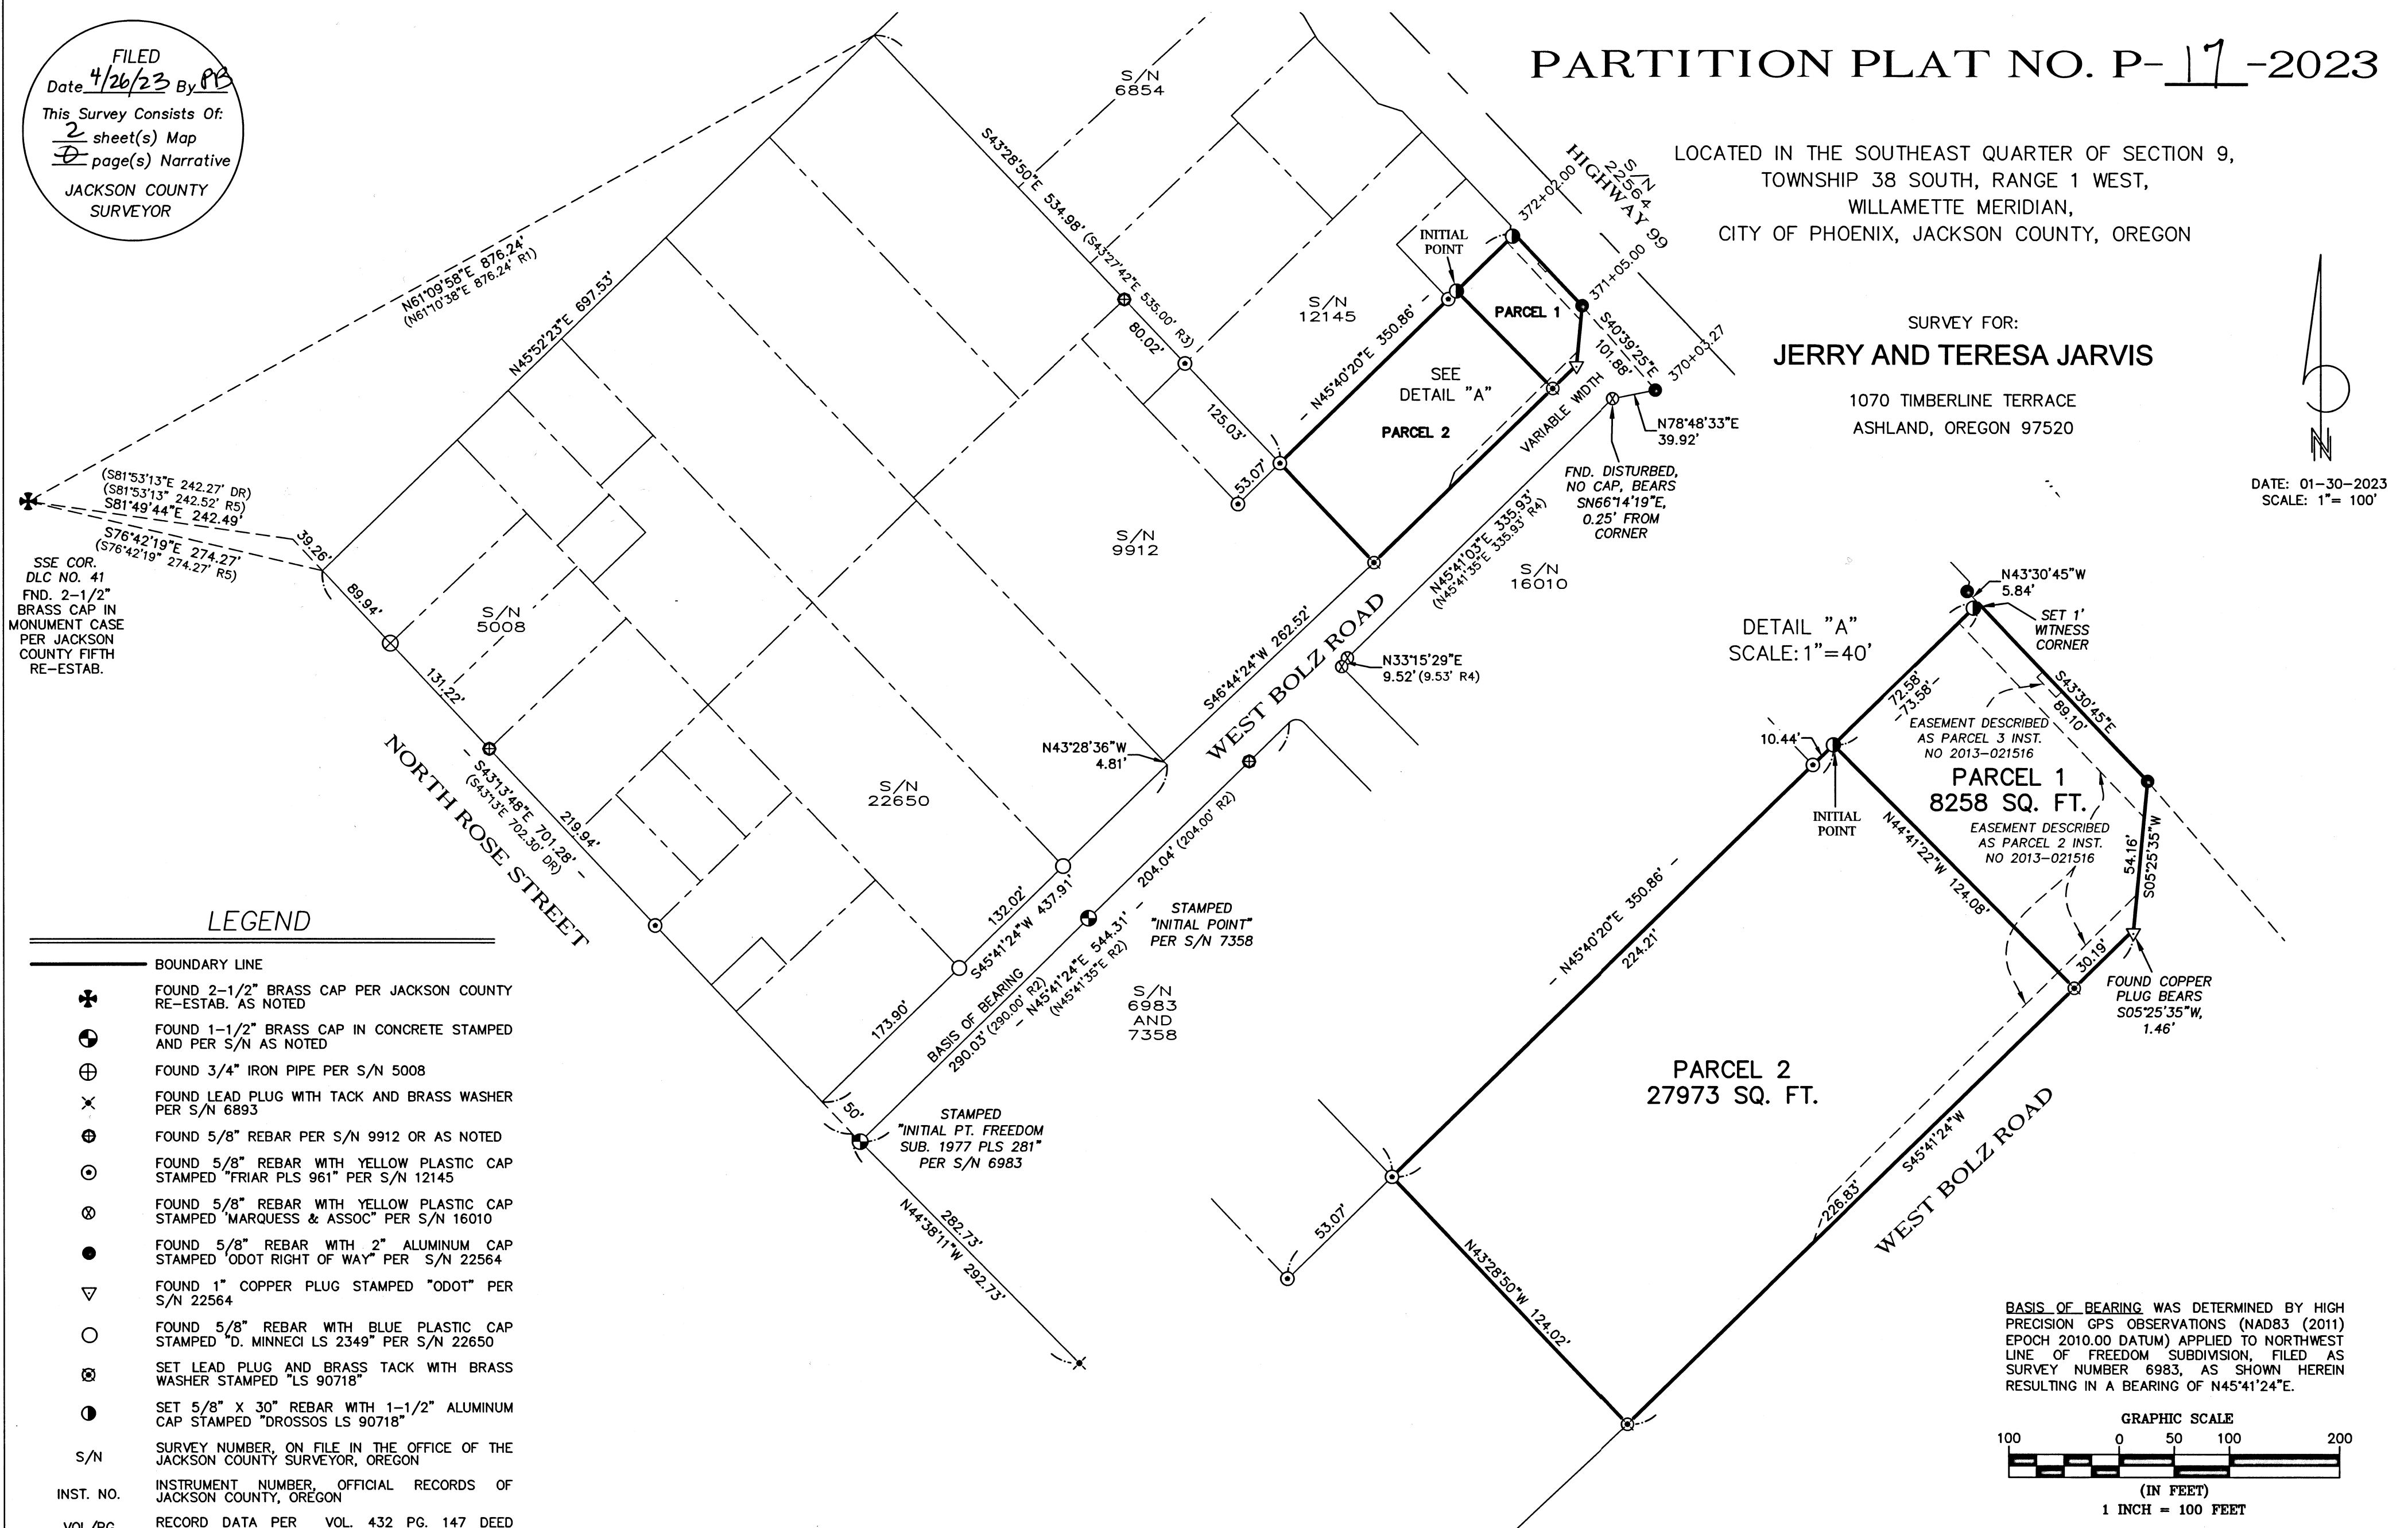 FILED
Date 4/26/23 By PB
This Survey Consists Of:
2 sheet(s) Map
0 page(s) Narrative
JACKSON COUNTY
SURVEYOR
PARTITION PLAT NO. P-17-2023
LOCATED IN THE SOUTHEAST QUARTER OF SECTION 9,
TOWNSHIP 38 SOUTH, RANGE 1 WEST,
WILLAMETTE MERIDIAN,
CITY OF PHOENIX, JACKSON COUNTY, OREGON
SURVEY FOR:
JERRY AND TERESA JARVIS
1070 TIMBERLINE TERRACE
ASHLAND, OREGON 97520
N
DATE: 01-30-2023
SCALE: 1"= 100'
S/N
6854
S/N
22564
HIGHWAY 99
372+02.00
371+05.00
370+03.27
S43°28'50"E 534.98' (S43°27'42"E 535.00' R3)
N61°09'58"E 876.24'
(N61°10'38"E 876.24' R1)
N45°52'23"E 697.53'
80.02'
125.03'
53.07'
S/N
12145
INITIAL
POINT
PARCEL 1
N45°40'20"E 350.86'
SEE
DETAIL "A"
PARCEL 2
S40°39'25"E
101.88'
VARIABLE WIDTH
N78°48'33"E
39.92'
FND. DISTURBED,
NO CAP, BEARS
SN66°14'19"E,
0.25' FROM
CORNER
(S81°53'13"E 242.27' DR)
(S81°53'13" 242.52' R5)
S81°49'44"E 242.49'
S76°42'19"E 274.27'
(S76°42'19" 274.27' R5)
39.26'
SSE COR.
DLC NO. 41
FND. 2-1/2"
BRASS CAP IN
MONUMENT CASE
PER JACKSON
COUNTY FIFTH
RE-ESTAB.
89.94'
131.22'
S/N
5008
S/N
9912
S/N
16010
N45°41'03"E 335.93'
(N45°41'35"E 335.93' R4)
S46°44'24"W 262.52'
WEST BOLZ ROAD
N33°15'29"E
9.52' (9.53' R4)
N43°28'36"W
4.81'
NORTH ROSE STREET
S43°13'48"E 701.28'
(S43°13'E 702.30' DR)
219.94'
S/N
22650
204.04' (204.00' R2)
132.02'
S45°41'24"W 437.91'
173.90'
BASIS OF BEARING
290.03' (290.00' R2)
N45°41'24"E 544.31'
(N45°41'35"E R2)
STAMPED
"INITIAL POINT"
PER S/N 7358
S/N
6983
AND
7358
50'
STAMPED
"INITIAL PT. FREEDOM
SUB. 1977 PLS 281"
PER S/N 6983
282.73'
N44°38'11"W 292.73'
DETAIL "A"
SCALE: 1"=40'
N43°30'45"W
5.84'
SET 1'
WITNESS
CORNER
72.58'
-73.58'-
S43°30'45"E
89.10'
10.44'
EASEMENT DESCRIBED
AS PARCEL 3 INST.
NO 2013-021516
PARCEL 1
8258 SQ. FT.
EASEMENT DESCRIBED
AS PARCEL 2 INST.
NO 2013-021516
INITIAL
POINT
N44°41'22"W 124.08'
54.16'
S05°25'35"W
30.19'
FOUND COPPER
PLUG BEARS
S05°25'35"W,
1.46'
N45°40'20"E 350.86'
224.21'
PARCEL 2
27973 SQ. FT.
S45°41'24"W
226.83'
WEST BOLZ ROAD
53.07'
N43°28'50"W 124.02'
LEGEND
BOUNDARY LINE
FOUND 2-1/2" BRASS CAP PER JACKSON COUNTY
RE-ESTAB. AS NOTED
FOUND 1-1/2" BRASS CAP IN CONCRETE STAMPED
AND PER S/N AS NOTED
FOUND 3/4" IRON PIPE PER S/N 5008
FOUND LEAD PLUG WITH TACK AND BRASS WASHER
PER S/N 6893
FOUND 5/8" REBAR PER S/N 9912 OR AS NOTED
FOUND 5/8" REBAR WITH YELLOW PLASTIC CAP
STAMPED "FRIAR PLS 961" PER S/N 12145
FOUND 5/8" REBAR WITH YELLOW PLASTIC CAP
STAMPED 'MARQUESS & ASSOC" PER S/N 16010
FOUND 5/8" REBAR WITH 2" ALUMINUM CAP
STAMPED 'ODOT RIGHT OF WAY" PER S/N 22564
FOUND 1" COPPER PLUG STAMPED "ODOT" PER
S/N 22564
FOUND 5/8" REBAR WITH BLUE PLASTIC CAP
STAMPED "D. MINNECI LS 2349" PER S/N 22650
SET LEAD PLUG AND BRASS TACK WITH BRASS
WASHER STAMPED "LS 90718"
SET 5/8" X 30" REBAR WITH 1-1/2" ALUMINUM
CAP STAMPED "DROSSOS LS 90718"
S/N SURVEY NUMBER, ON FILE IN THE OFFICE OF THE
JACKSON COUNTY SURVEYOR, OREGON
INST. NO. INSTRUMENT NUMBER, OFFICIAL RECORDS OF
JACKSON COUNTY, OREGON
VOL/PG RECORD DATA PER VOL. 432 PG. 147 DEED
BASIS OF BEARING WAS DETERMINED BY HIGH
PRECISION GPS OBSERVATIONS (NAD83 (2011)
EPOCH 2010.00 DATUM) APPLIED TO NORTHWEST
LINE OF FREEDOM SUBDIVISION, FILED AS
SURVEY NUMBER 6983, AS SHOWN HEREIN
RESULTING IN A BEARING OF N45°41'24"E.
GRAPHIC SCALE
100 0 50 100 200
(IN FEET)
1 INCH = 100 FEET